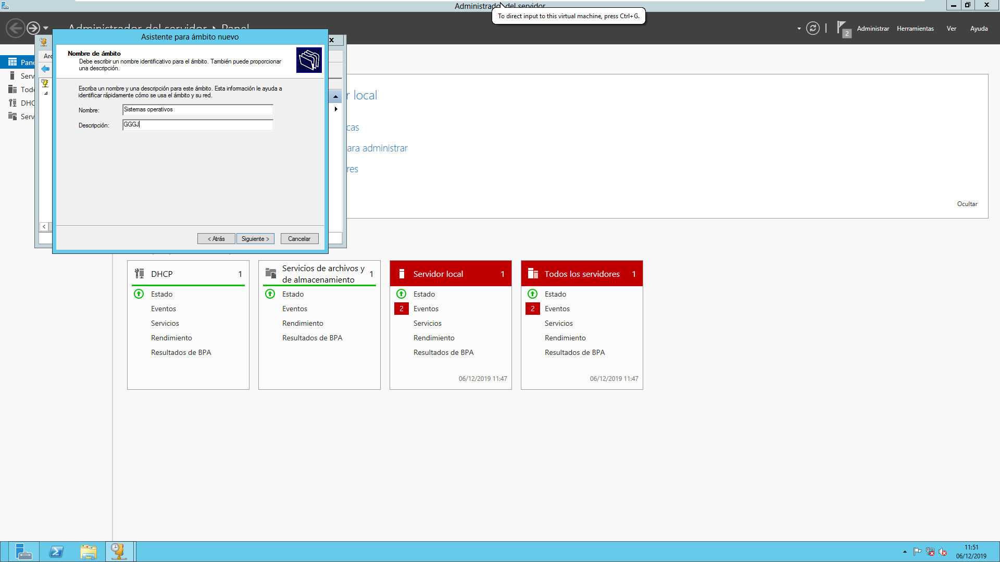 Administrador del servidor
To direct input to this virtual machine, press Ctrl+G.
Administrador del servidor ▸ Panel
2
Administrar
Herramientas
Ver
Ayuda
Asistente para ámbito nuevo
Nombre de ámbito
Debe escribir un nombre identificativo para el ámbito. También puede proporcionar
una descripción.
Escriba un nombre y una descripción para este ámbito. Esta información le ayuda a
identificar rápidamente cómo se usa el ámbito y su red.
Nombre:
Sistemas operativos
Descripción:
GGGJ
< Atrás
Siguiente >
Cancelar
Arc
Pane
Serv
Todo
DHC
Serv
r local
cas
ara administrar
res
Ocultar
DHCP 1
Estado
Eventos
Servicios
Rendimiento
Resultados de BPA
Servicios de archivos y
de almacenamiento 1
Estado
Eventos
Rendimiento
Resultados de BPA
Servidor local 1
Estado
2 Eventos
Servicios
Rendimiento
Resultados de BPA
06/12/2019 11:47
Todos los servidores 1
Estado
2 Eventos
Servicios
Rendimiento
Resultados de BPA
06/12/2019 11:47
11:51
06/12/2019